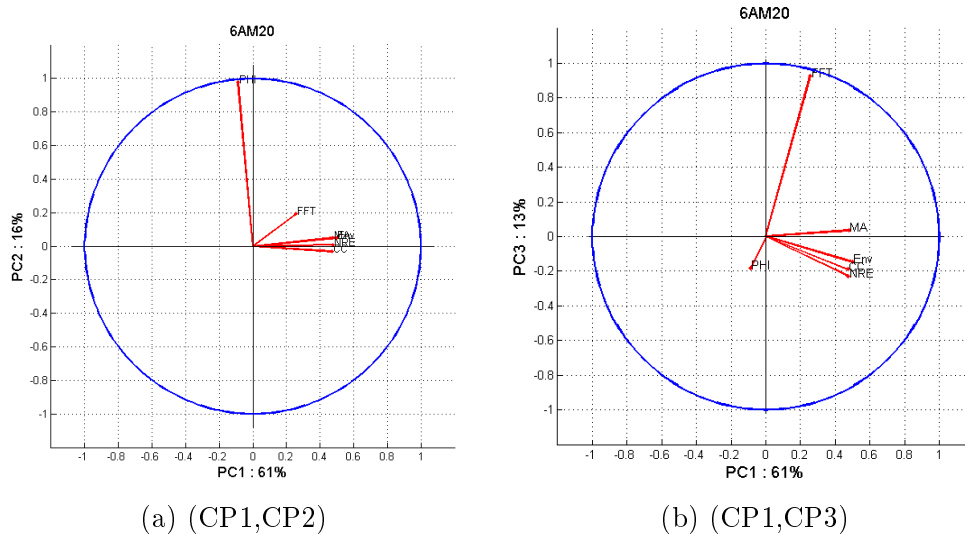 6AM20
1
0.8
0.6
0.4
0.2
0
-0.2
-0.4
-0.6
-0.8
-1
PC2 : 16%
PHI
FFT
Env
NRE
CC
-1 -0.8 -0.6 -0.4 -0.2 0 0.2 0.4 0.6 0.8 1
PC1 : 61%
(a) (CP1,CP2)
6AM20
1
0.8
0.6
0.4
0.2
0
-0.2
-0.4
-0.6
-0.8
-1
PC3 : 13%
FFT
MA
Env
NRE
PHI
-1 -0.8 -0.6 -0.4 -0.2 0 0.2 0.4 0.6 0.8 1
PC1 : 61%
(b) (CP1,CP3)